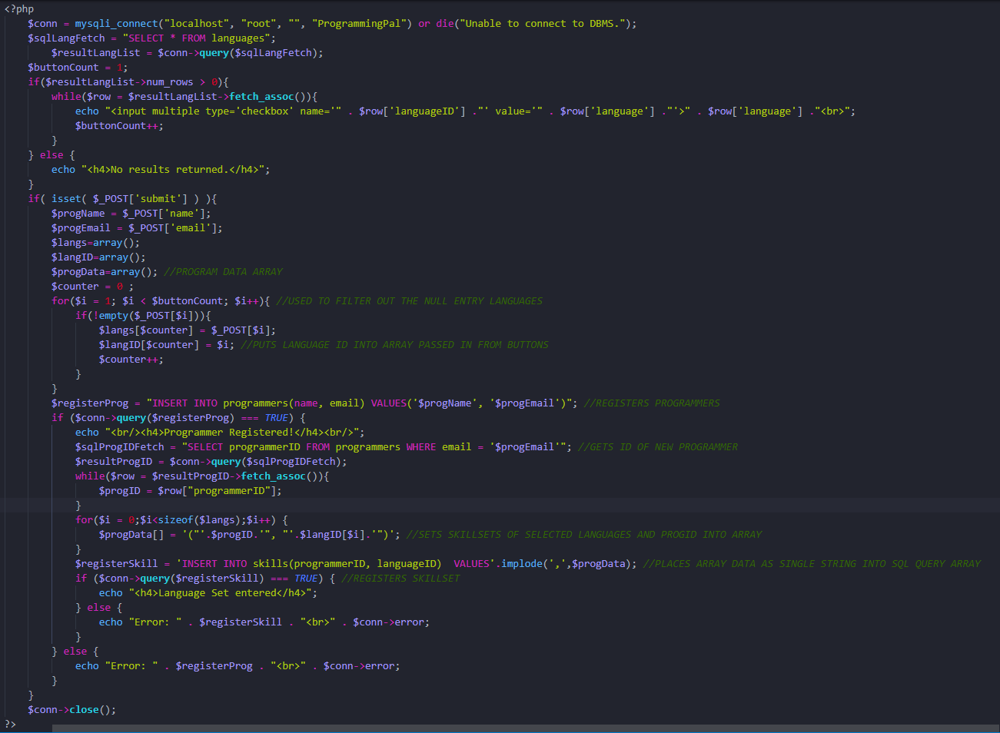 <?php
$conn = mysqli_connect("localhost", "root", "", "ProgrammingPal") or die("Unable to connect to DBMS.");
$sqlLangFetch = "SELECT * FROM languages";
$resultLangList = $conn->query($sqlLangFetch);
$buttonCount = 1;
if($resultLangList->num_rows > 0){
while($row = $resultLangList->fetch_assoc()){
echo "<input multiple type='checkbox' name='" . $row['languageID'] ."' value='" . $row['language'] ."'>" . $row['language'] ."<br>";
$buttonCount++;
}
} else {
echo "<h4>No results returned.</h4>";
}
if( isset( $_POST['submit'] ) ){
$progName = $_POST['name'];
$progEmail = $_POST['email'];
$langs=array();
$langID=array();
$progData=array(); //PROGRAM DATA ARRAY
$counter = 0 ;
for($i = 1; $i < $buttonCount; $i++){ //USED TO FILTER OUT THE NULL ENTRY LANGUAGES
if(!empty($_POST[$i])){
$langs[$counter] = $_POST[$i];
$langID[$counter] = $i; //PUTS LANGUAGE ID INTO ARRAY PASSED IN FROM BUTTONS
$counter++;
}
}
$registerProg = "INSERT INTO programmers(name, email) VALUES('$progName', '$progEmail')"; //REGISTERS PROGRAMMERS
if ($conn->query($registerProg) === TRUE) {
echo "<br/><h4>Programmer Registered!</h4><br/>";
$sqlProgIDFetch = "SELECT programmerID FROM programmers WHERE email = '$progEmail'"; //GETS ID OF NEW PROGRAMMER
$resultProgID = $conn->query($sqlProgIDFetch);
while($row = $resultProgID->fetch_assoc()){
$progID = $row["programmerID"];
}
for($i = 0;$i<sizeof($langs);$i++) {
$progData[] = '("'.$progID.'", "'.$langID[$i].'")'; //SETS SKILLSETS OF SELECTED LANGUAGES AND PROGID INTO ARRAY
}
$registerSkill = 'INSERT INTO skills(programmerID, languageID)  VALUES'.implode(',',$progData); //PLACES ARRAY DATA AS SINGLE STRING INTO SQL QUERY ARRAY
if ($conn->query($registerSkill) === TRUE) { //REGISTERS SKILLSET
echo "<h4>Language Set entered</h4>";
} else {
echo "Error: " . $registerSkill . "<br>" . $conn->error;
}
} else {
echo "Error: " . $registerProg . "<br>" . $conn->error;
}
}
$conn->close();
?>